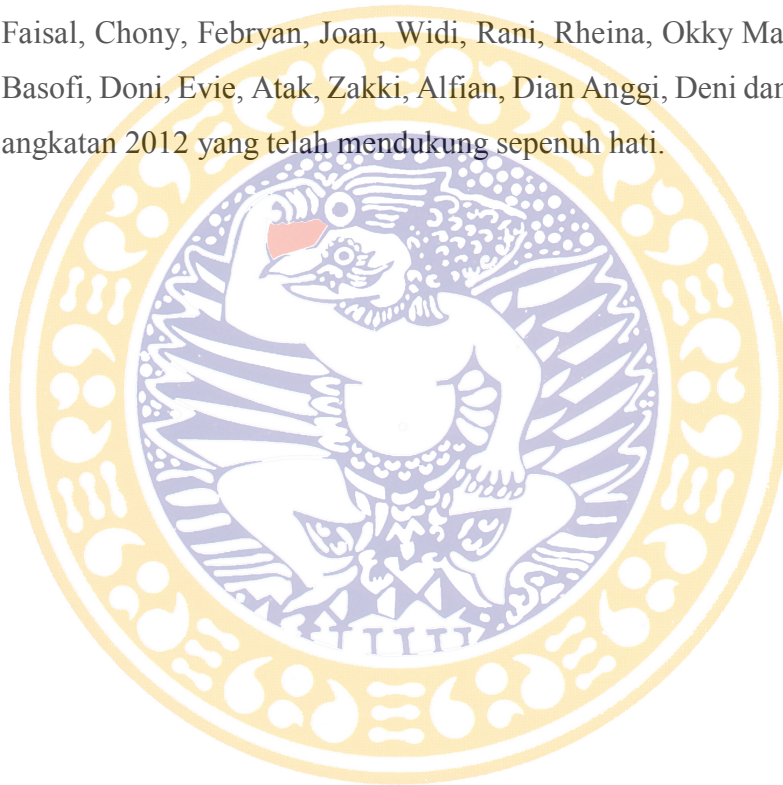 Faisal, Chony, Febryan, Joan, Widi, Rani, Rheina, Okky Ma
Basofi, Doni, Evie, Atak, Zakki, Alfian, Dian Anggi, Deni dan
angkatan 2012 yang telah mendukung sepenuh hati.